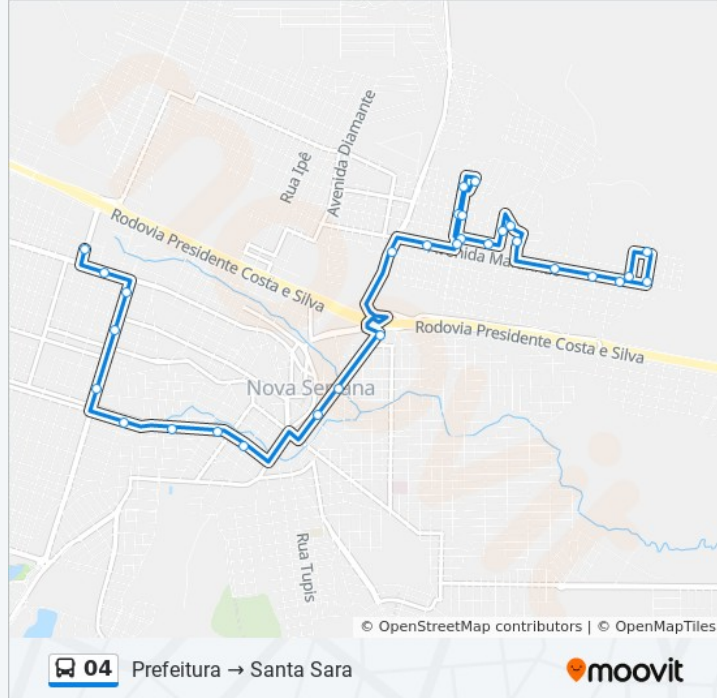 Rua Ipê
Avenida Diamante
Rodovia Presidente Costa e Silva
Avenida Ma
Rodovia Presidente Costa e Silva
Nova Serrana
Rua Tupis
© OpenStreetMap contributors | © OpenMapTiles
04 Prefeitura → Santa Sara
moovit